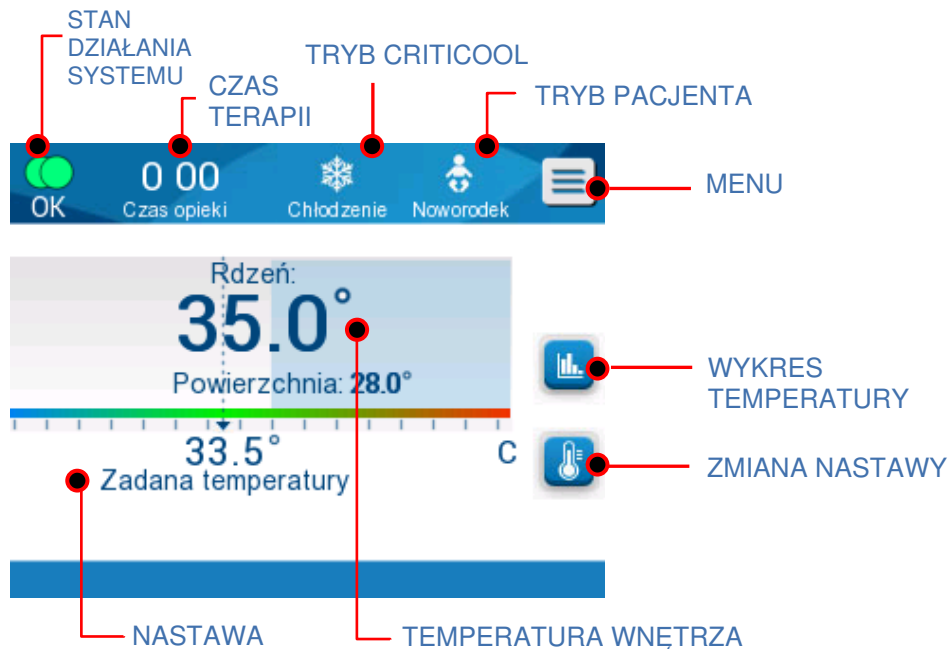 STAN
DZIAŁANIA
SYSTEMU
CZAS
TERAPII
TRYB CRITICOOL
TRYB PACJENTA
MENU
OK
0 00
Czas opieki
Chłodzenie
Noworodek
Rdzeń:
35.0°
Powierzchnia: 28.0°
33.5°
C
Zadana temperatury
WYKRES
TEMPERATURY
ZMIANA NASTAWY
NASTAWA
TEMPERATURA WNĘTRZA